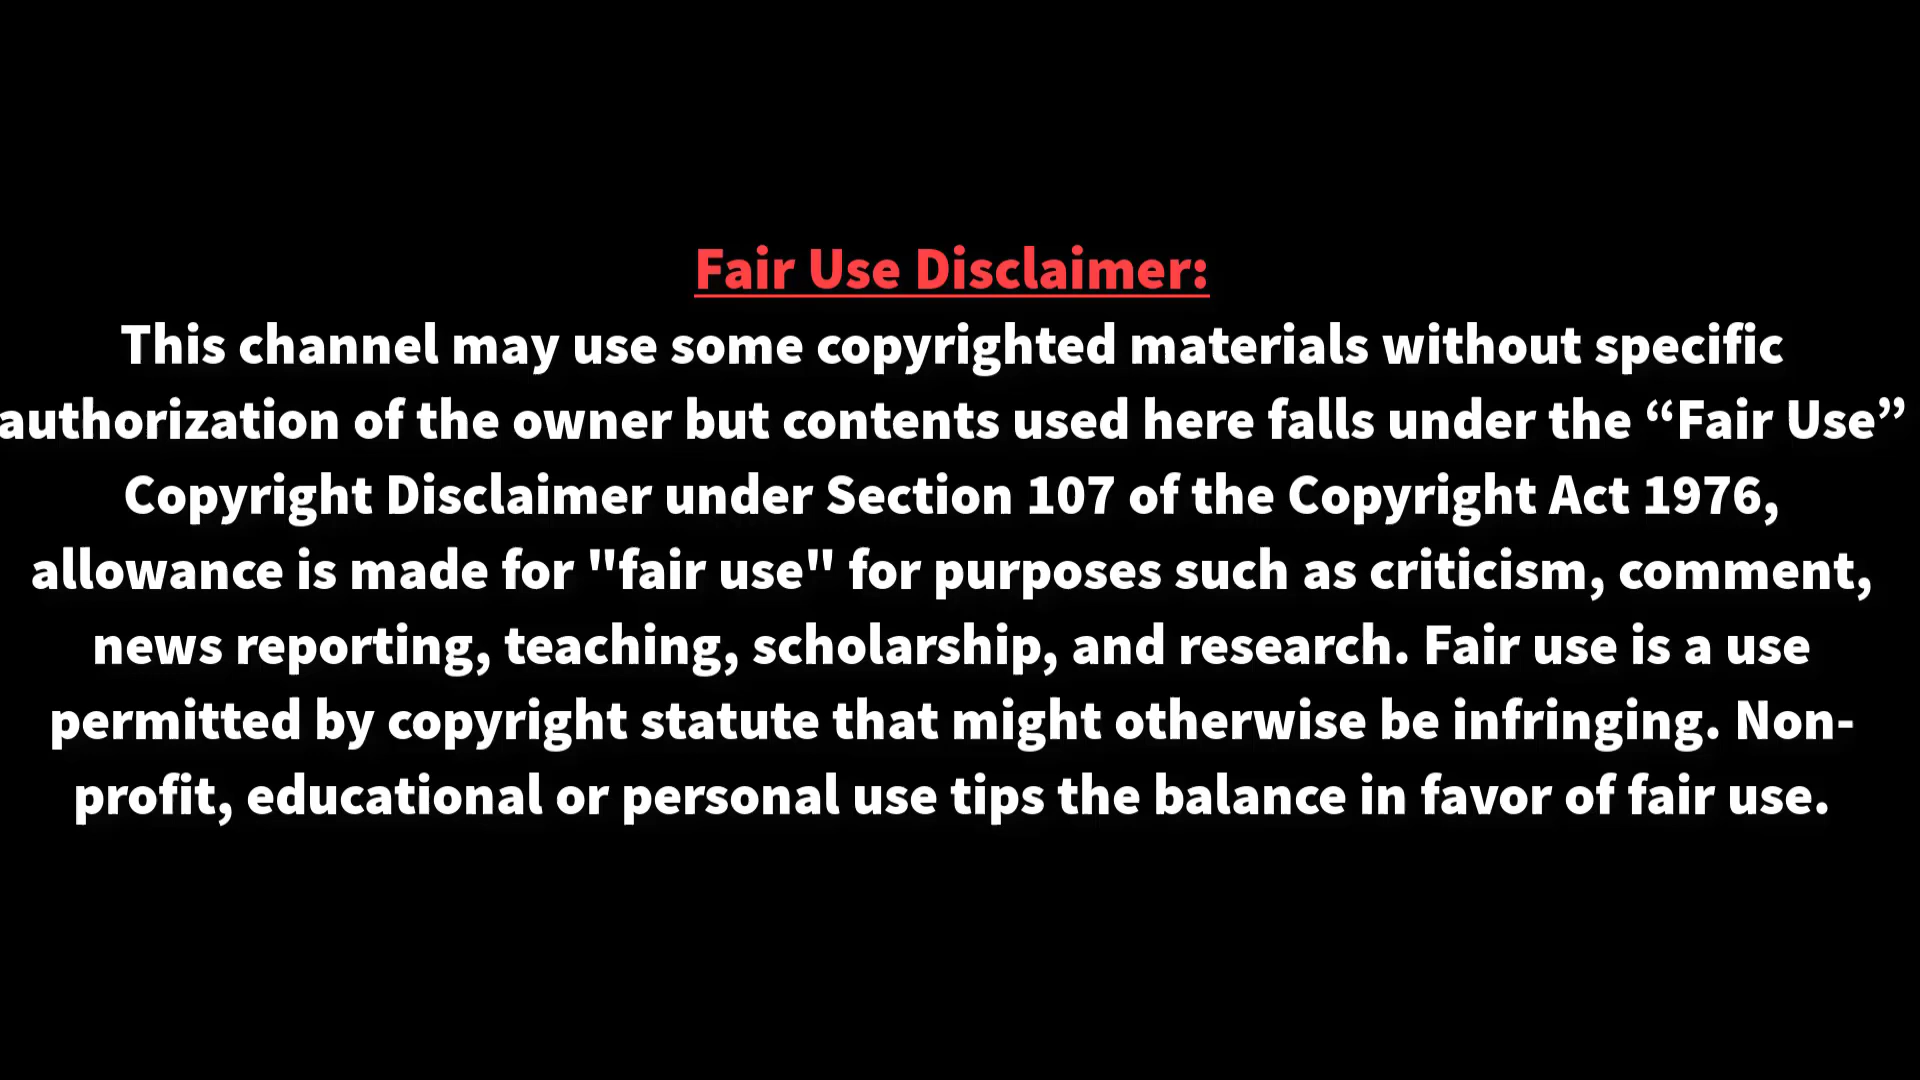 Fair Use Disclaimer:
This channel may use some copyrighted materials without specific
authorization of the owner but contents used here falls under the “Fair Use”
Copyright Disclaimer under Section 107 of the Copyright Act 1976,
allowance is made for "fair use" for purposes such as criticism, comment,
news reporting, teaching, scholarship, and research. Fair use is a use
permitted by copyright statute that might otherwise be infringing. Non-
profit, educational or personal use tips the balance in favor of fair use.